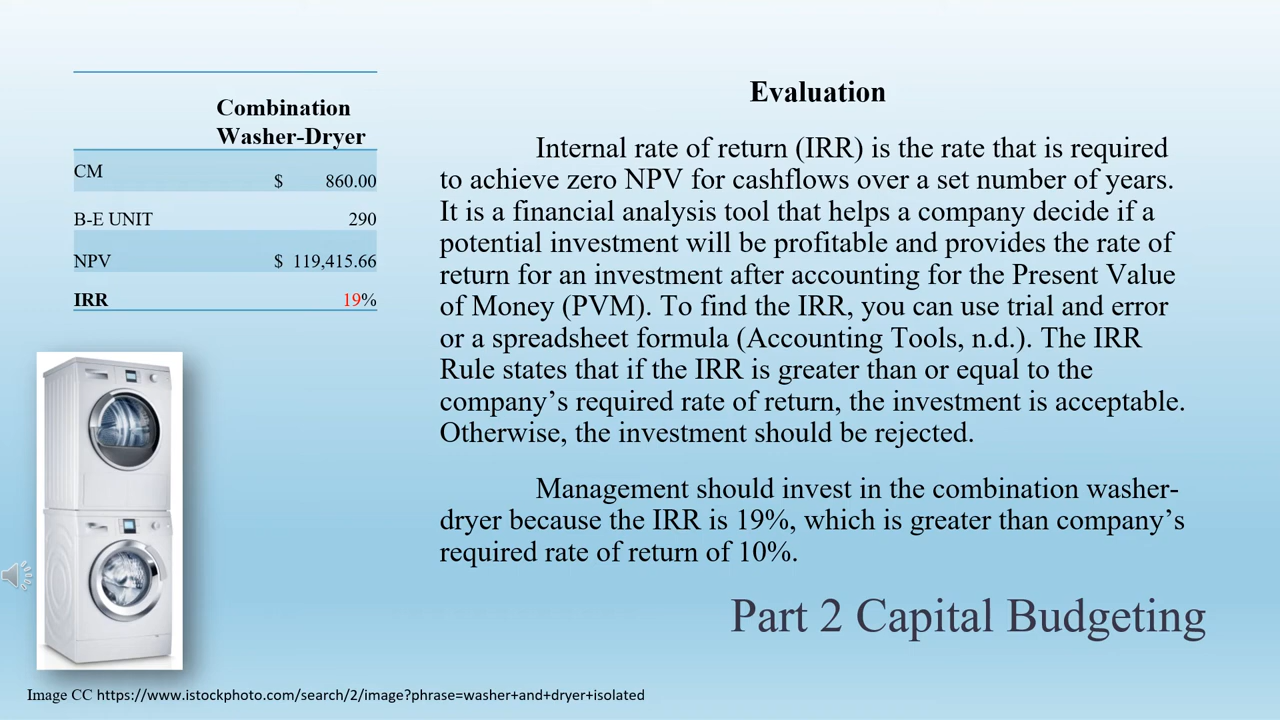 Combination
Washer-Dryer
CM $ 860.00
B-E UNIT 290
NPV $ 119,415.66
IRR 19%
Evaluation
Internal rate of return (IRR) is the rate that is required
to achieve zero NPV for cashflows over a set number of years.
It is a financial analysis tool that helps a company decide if a
potential investment will be profitable and provides the rate of
return for an investment after accounting for the Present Value
of Money (PVM). To find the IRR, you can use trial and error
or a spreadsheet formula (Accounting Tools, n.d.). The IRR
Rule states that if the IRR is greater than or equal to the
company’s required rate of return, the investment is acceptable.
Otherwise, the investment should be rejected.
Management should invest in the combination washer-
dryer because the IRR is 19%, which is greater than company’s
required rate of return of 10%.
Part 2 Capital Budgeting
Image CC https://www.istockphoto.com/search/2/image?phrase=washer+and+dryer+isolated